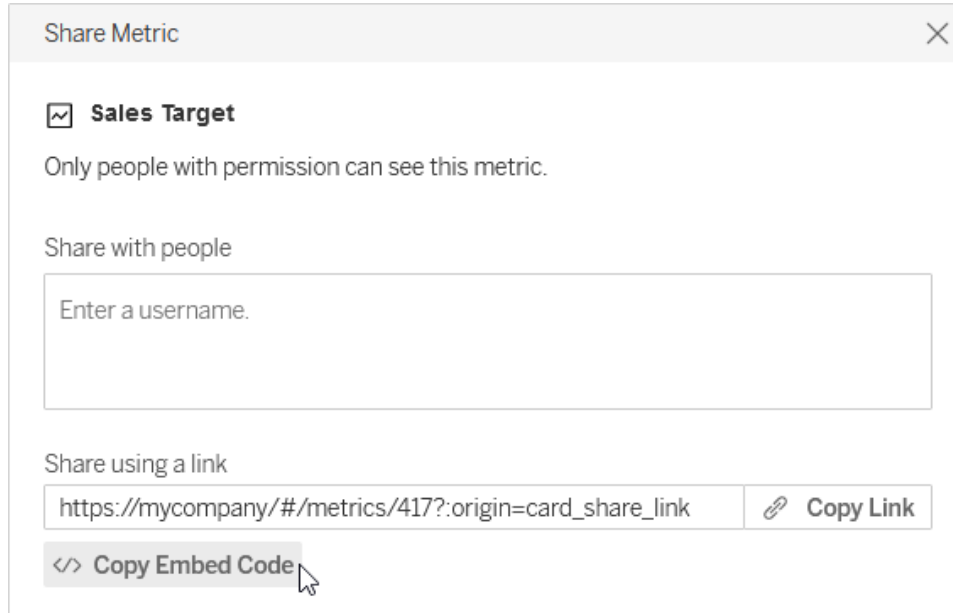 Share Metric
Sales Target
Only people with permission can see this metric.
Share with people
Enter a username.
Share using a link
https://mycompany/#/metrics/417?:origin=card_share_link
Copy Link
</> Copy Embed Code